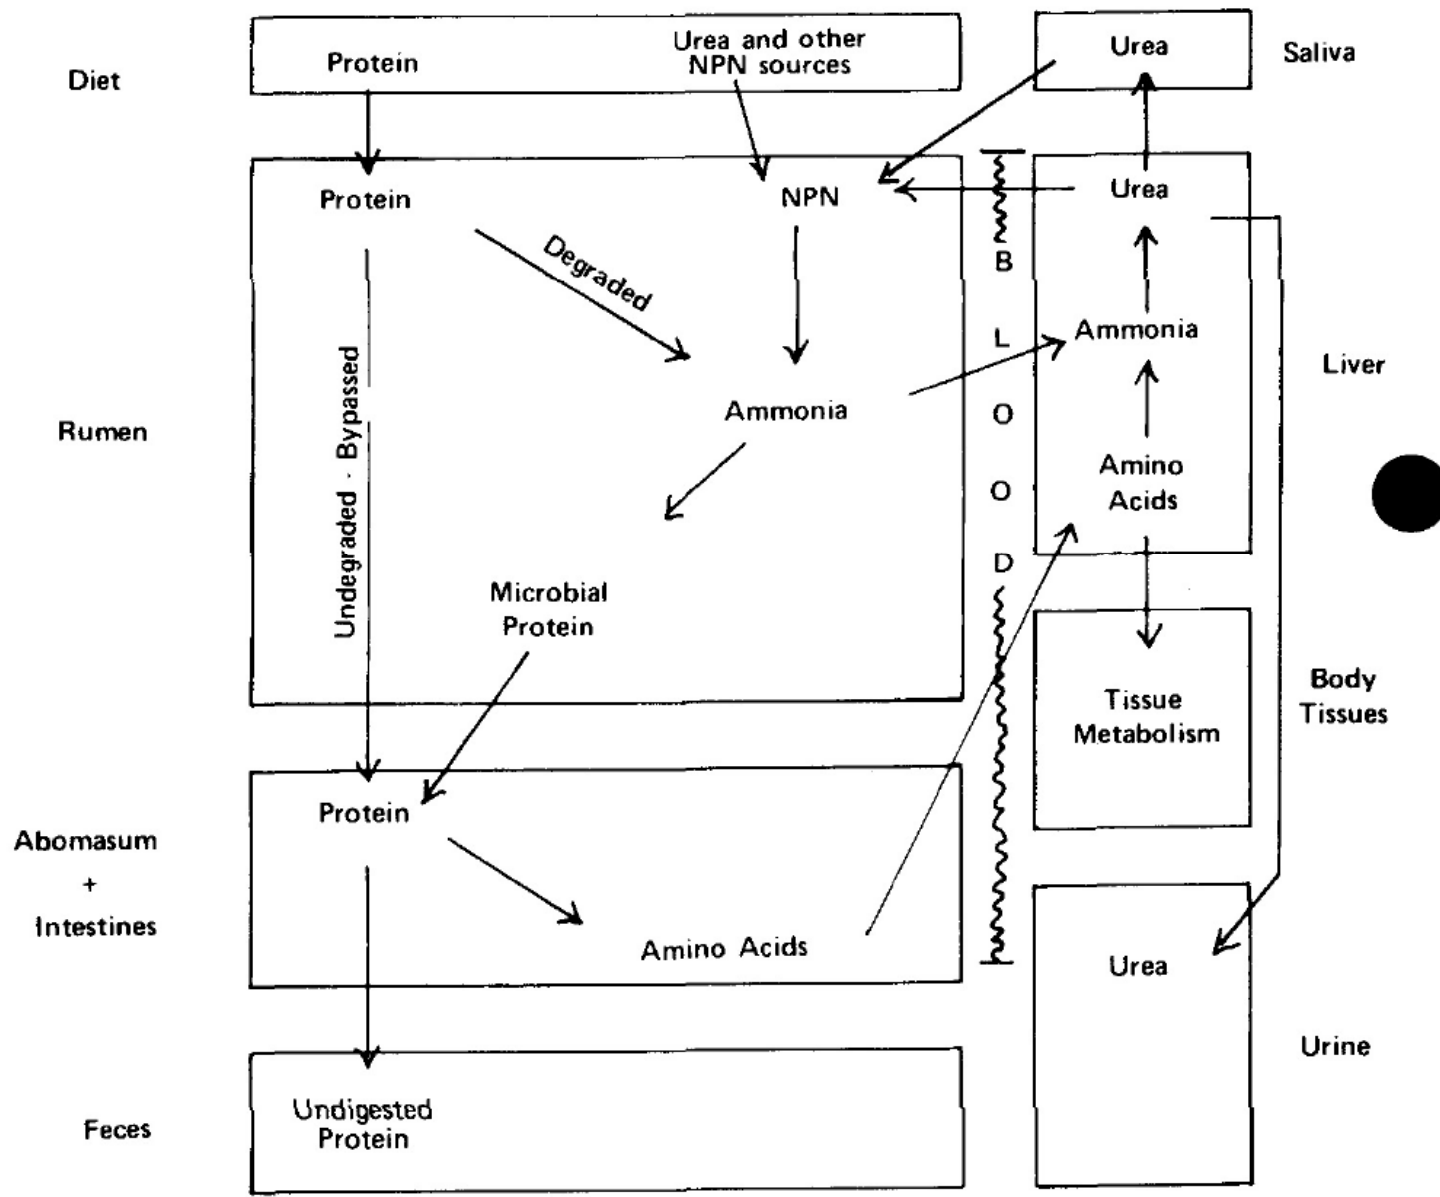 Diet
Protein
Urea and other
NPN sources
Urea
Saliva
Rumen
Protein
Degraded
NPN
Ammonia
Undegraded - Bypassed
Microbial
Protein
BLOOD
Urea
Ammonia
Amino
Acids
Liver
Tissue
Metabolism
Body
Tissues
Abomasum
+
Intestines
Protein
Amino Acids
Urea
Urine
Feces
Undigested
Protein